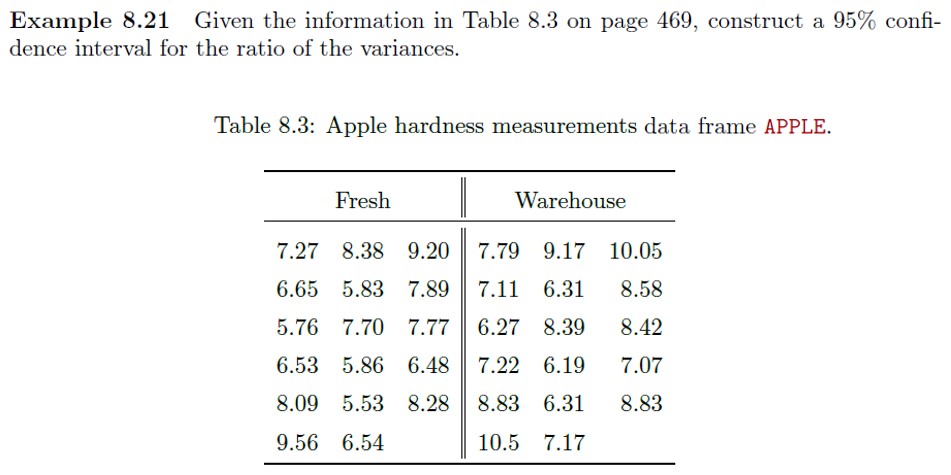 Example 8.21 Given the information in Table 8.3 on page 469, construct a 95% confi-
dence interval for the ratio of the variances.
Table 8.3: Apple hardness measurements data frame APPLE.
Fresh Warehouse
7.27 8.38 9.20 7.79 9.17 10.05
6.65 5.83 7.89 7.11 6.31 8.58
5.76 7.70 7.77 6.27 8.39 8.42
6.53 5.86 6.48 7.22 6.19 7.07
8.09 5.53 8.28 8.83 6.31 8.83
9.56 6.54 10.5 7.17